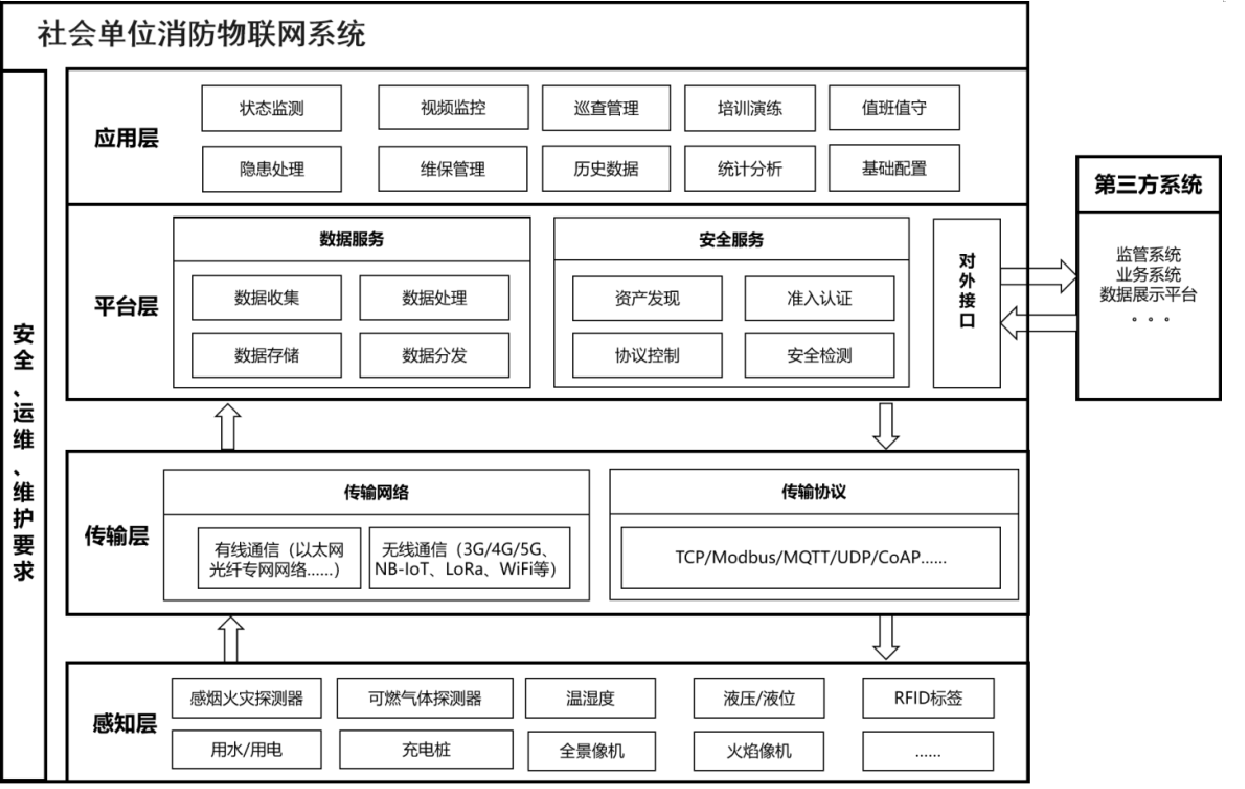 社会单位消防物联网系统
安全、运维、维护要求
应用层
状态监测
视频监控
巡查管理
培训演练
值班值守
隐患处理
维保管理
历史数据
统计分析
基础配置
平台层
数据服务
数据收集
数据处理
数据存储
数据分发
安全服务
资产发现
准入认证
协议控制
安全检测
对外接口
第三方系统
监管系统
业务系统
数据展示平台
。。。
传输层
传输网络
有线通信（以太网
光纤专网网络......）
无线通信（3G/4G/5G、
NB-IoT、LoRa、WiFi等）
传输协议
TCP/Modbus/MQTT/UDP/CoAP......
感知层
感烟火灾探测器
可燃气体探测器
温湿度
液压/液位
RFID标签
用水/用电
充电桩
全景像机
火焰像机
......